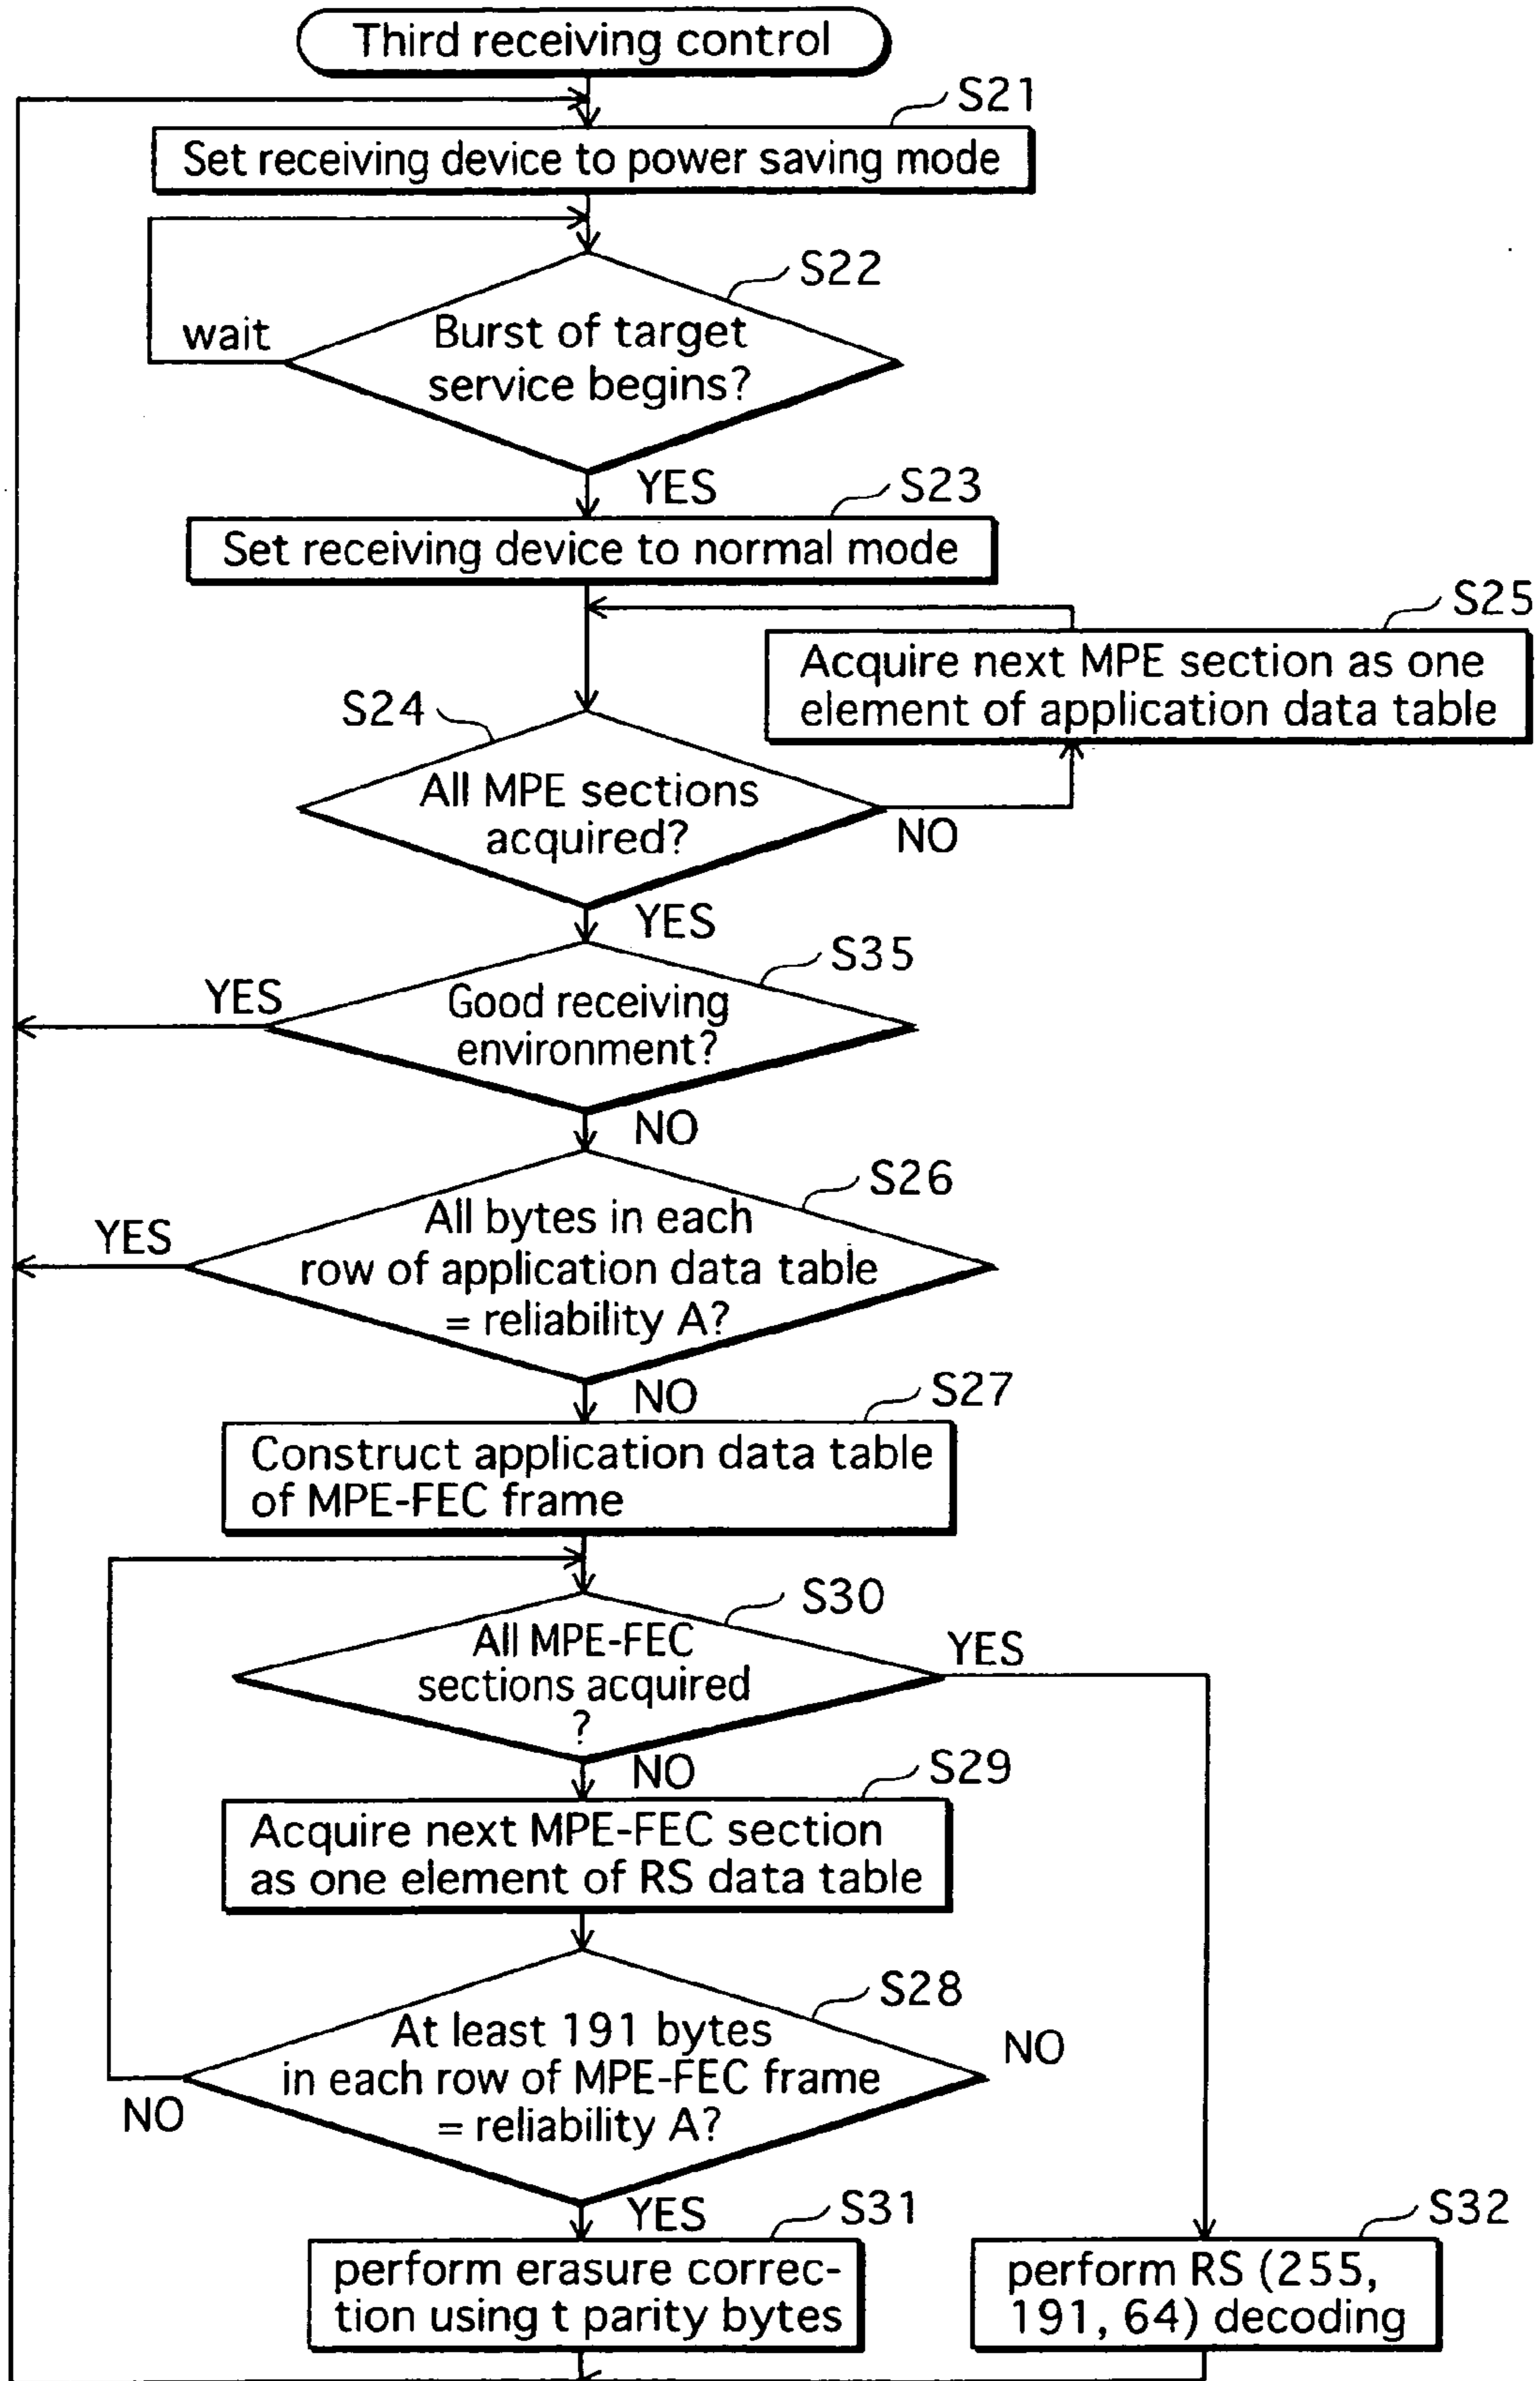 Third receiving control
S21
Set receiving device to power saving mode
S22
wait
Burst of target
service begins?
YES
S23
Set receiving device to normal mode
S25
Acquire next MPE section as one
element of application data table
S24
All MPE sections
acquired?
NO
YES
S35
YES
Good receiving
environment?
NO
S26
YES
All bytes in each
row of application data table
= reliability A?
NO
S27
Construct application data table
of MPE-FEC frame
S30
All MPE-FEC
sections acquired
?
YES
NO
S29
Acquire next MPE-FEC section
as one element of RS data table
S28
At least 191 bytes
in each row of MPE-FEC frame
= reliability A?
NO
NO
YES
S31
perform erasure correc-
tion using t parity bytes
S32
perform RS (255,
191, 64) decoding